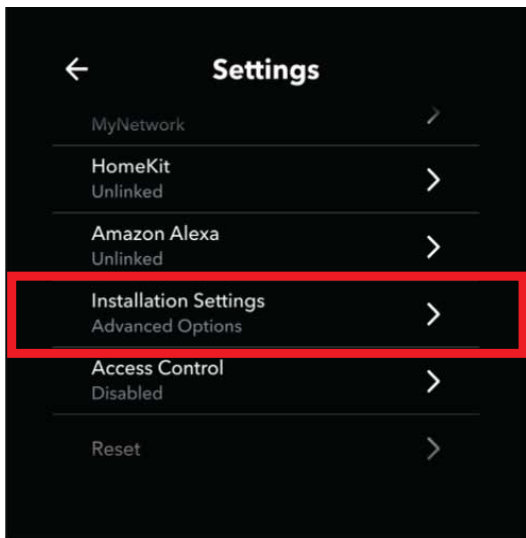 Settings
MyNetwork
HomeKit
Unlinked
Amazon Alexa
Unlinked
Installation Settings
Advanced Options
Access Control
Disabled
Reset